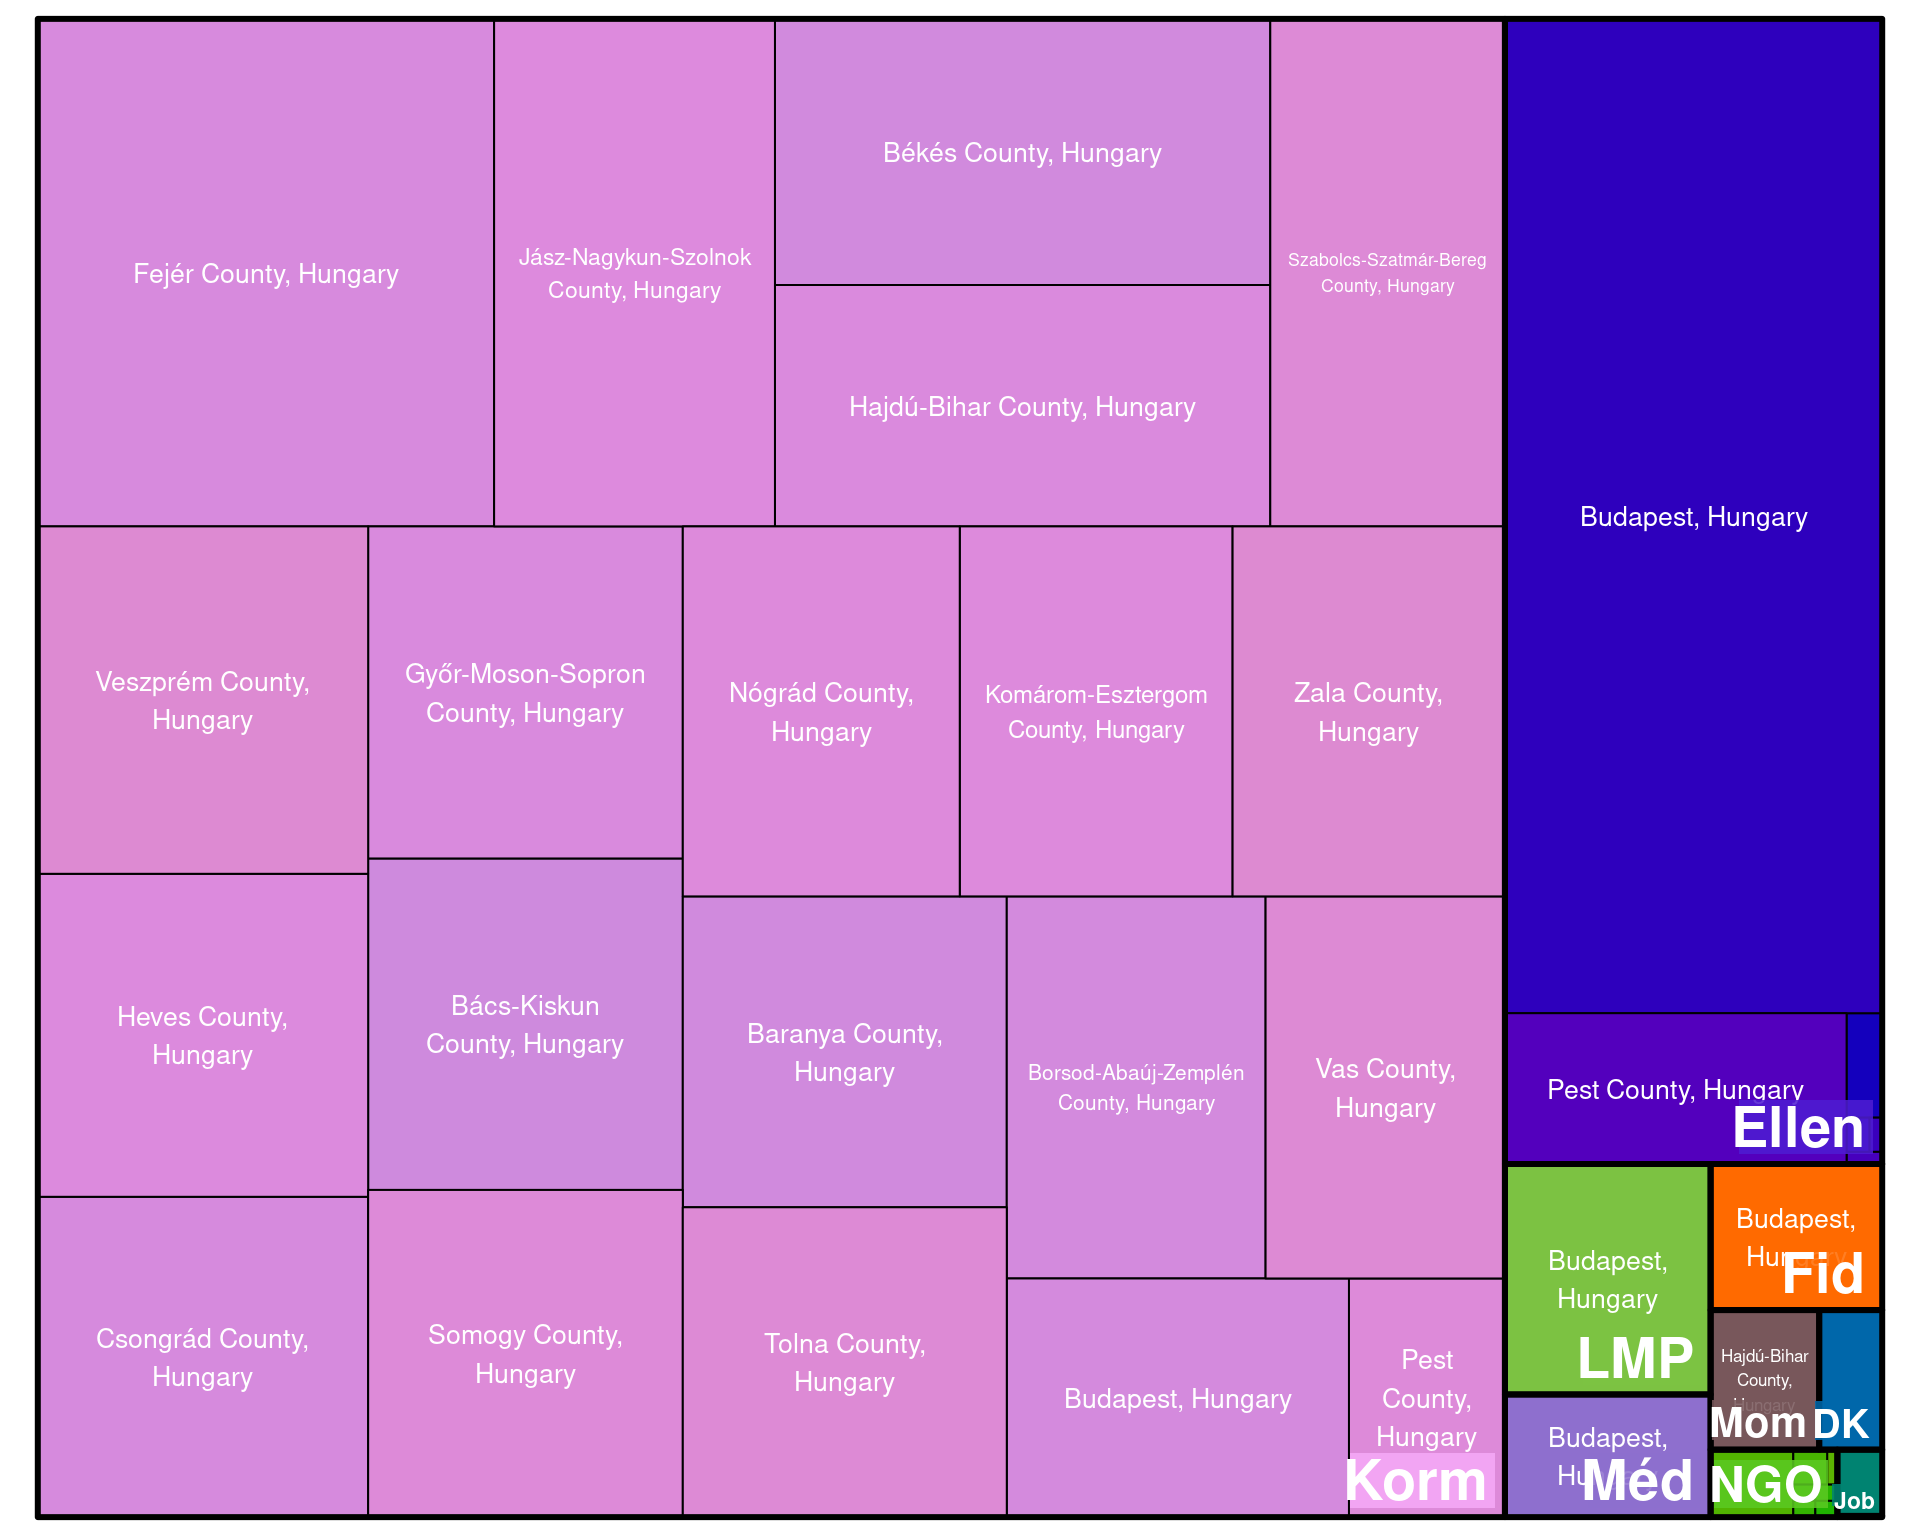 Fejér County, Hungary
Jász-Nagykun-Szolnok
County, Hungary
Békés County, Hungary
Hajdú-Bihar County, Hungary
Szabolcs-Szatmár-Bereg
County, Hungary
Veszprém County,
Hungary
Győr-Moson-Sopron
County, Hungary
Nógrád County,
Hungary
Komárom-Esztergom
County, Hungary
Zala County,
Hungary
Heves County,
Hungary
Bács-Kiskun
County, Hungary
Baranya County,
Hungary
Borsod-Abaúj-Zemplén
County, Hungary
Vas County,
Hungary
Csongrád County,
Hungary
Somogy County,
Hungary
Tolna County,
Hungary
Budapest, Hungary
Pest
County,
Hungary
Korm
Budapest, Hungary
Pest County, Hungary
Ellen
Budapest,
Hungary
LMP
Budapest,
Hungary
Fid
Hajdú-Bihar
County,
Hungary
Mom
DK
Budapest,
Méd
NGO
Job